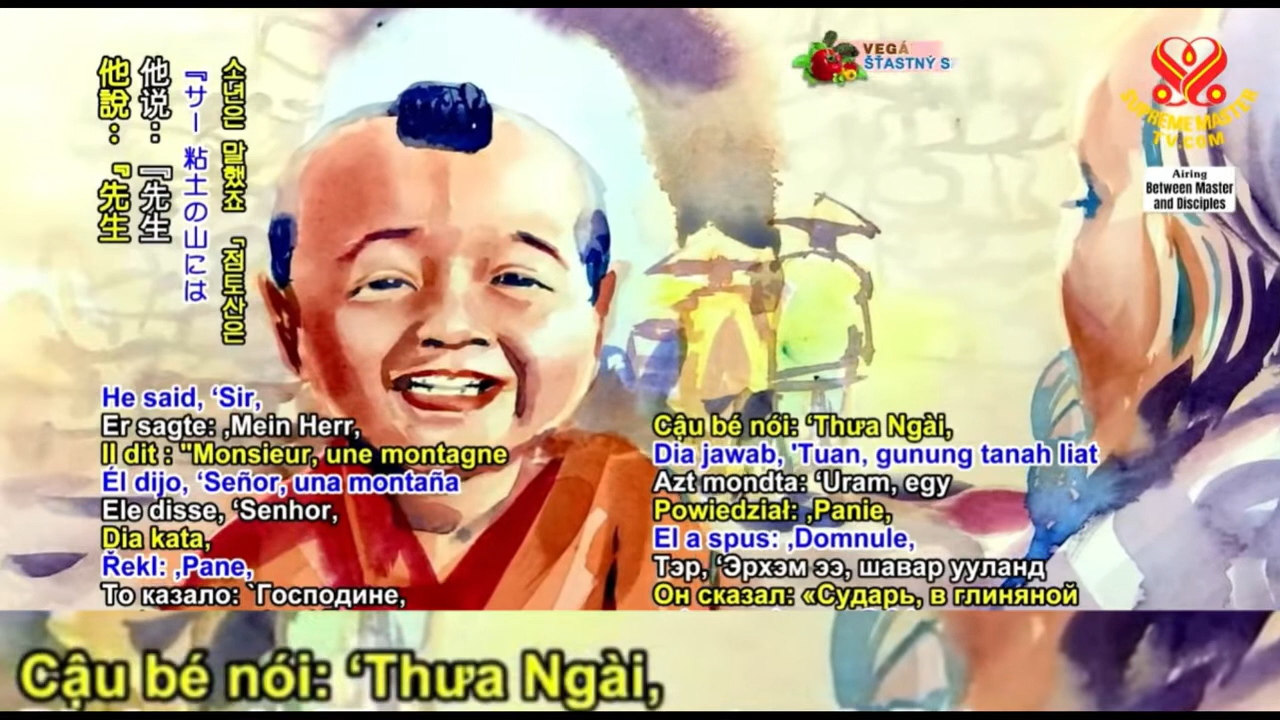 他說：『先生
他说：『先生
『サー 粘土の山には
소년은 말했죠 「점토산은
VEGÁ
ŠŤASTNÝ S
SUPREME MASTER
TV.COM
Airing
Between Master
and Disciples
He said, ‘Sir,
Er sagte: ‚Mein Herr,
Il dit : "Monsieur, une montagne
Él dijo, ‘Señor, una montaña
Ele disse, ‘Senhor,
Dia kata,
Řekl: ‚Pane,
То казало: `Господине,
Cậu bé nói: ‘Thưa Ngài,
Dia jawab, 'Tuan, gunung tanah liat
Azt mondta: ‘Uram, egy
Powiedział: ‚Panie,
El a spus: ‚Domnule,
Тэр, ‘Эрхэм ээ, шавар ууланд
Он сказал: «Сударь, в глиняной
Cậu bé nói: ‘Thưa Ngài,